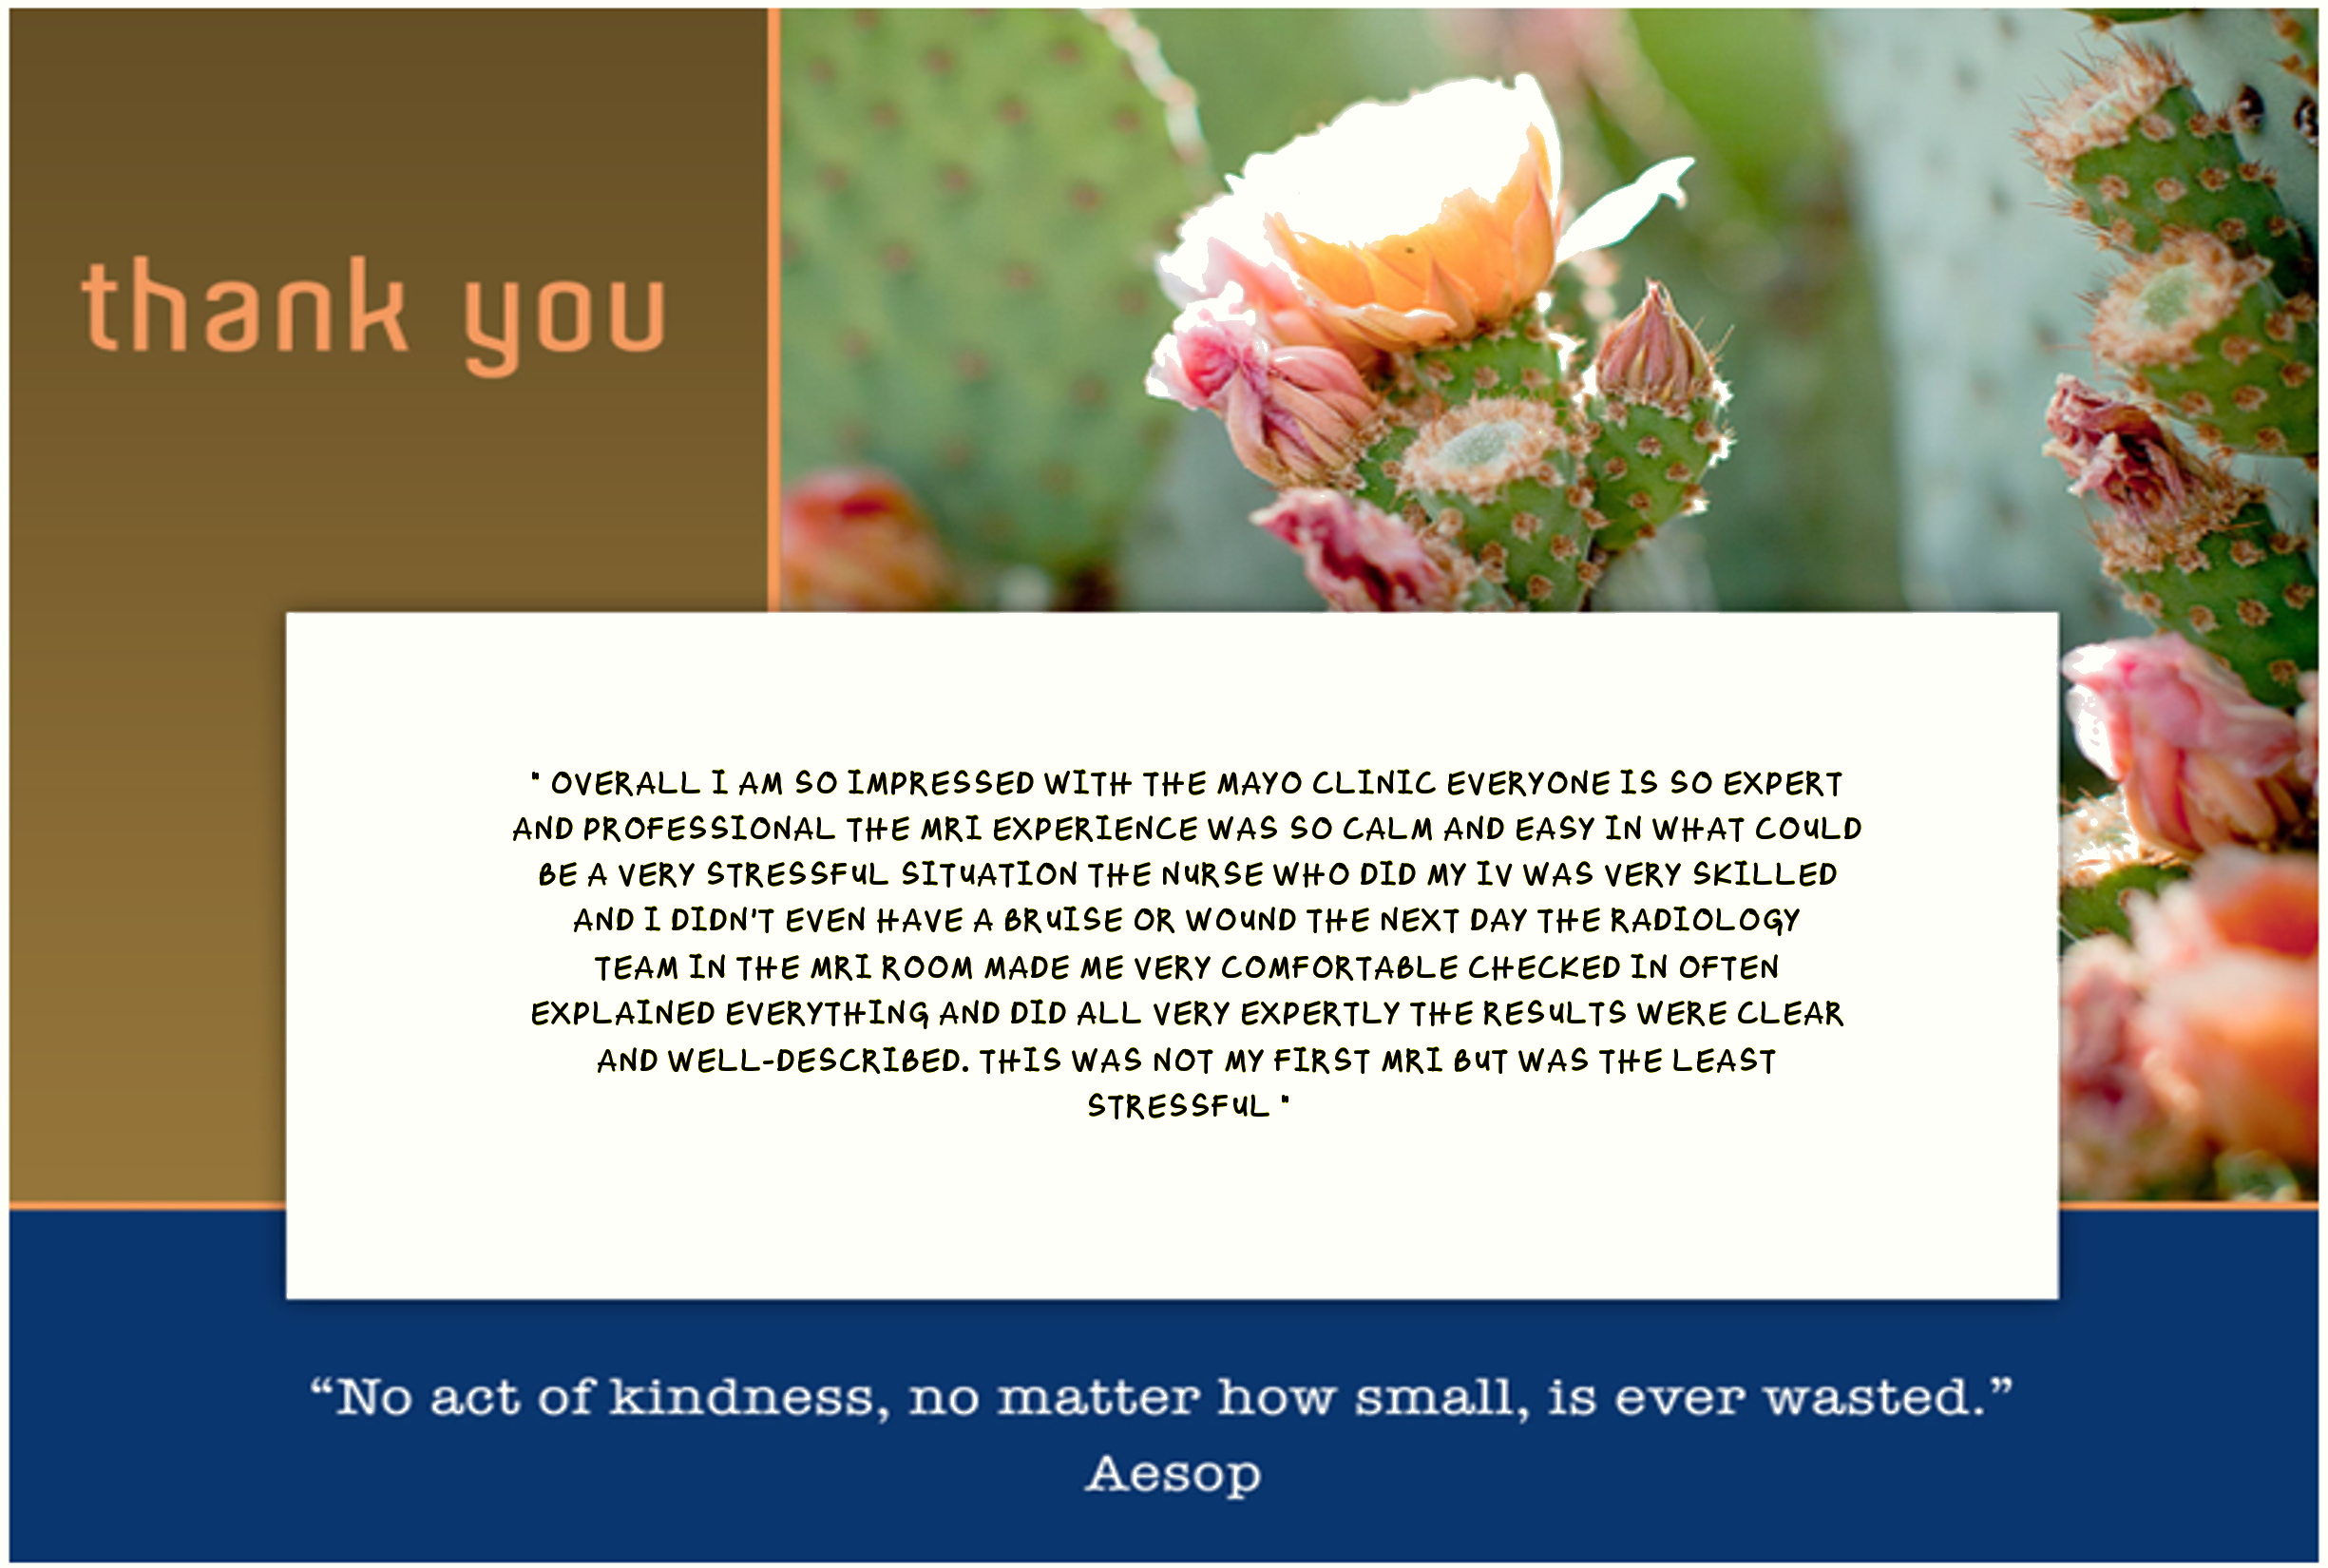 thank you
" OVERALL I AM SO IMPRESSED WITH THE MAYO CLINIC EVERYONE IS SO EXPERT
AND PROFESSIONAL THE MRI EXPERIENCE WAS SO CALM AND EASY IN WHAT COULD
BE A VERY STRESSFUL SITUATION THE NURSE WHO DID MY IV WAS VERY SKILLED
AND I DIDN'T EVEN HAVE A BRUISE OR WOUND THE NEXT DAY THE RADIOLOGY
TEAM IN THE MRI ROOM MADE ME VERY COMFORTABLE CHECKED IN OFTEN
EXPLAINED EVERYTHING AND DID ALL VERY EXPERTLY THE RESULTS WERE CLEAR
AND WELL-DESCRIBED. THIS WAS NOT MY FIRST MRI BUT WAS THE LEAST
STRESSFUL "
“No act of kindness, no matter how small, is ever wasted.”
Aesop